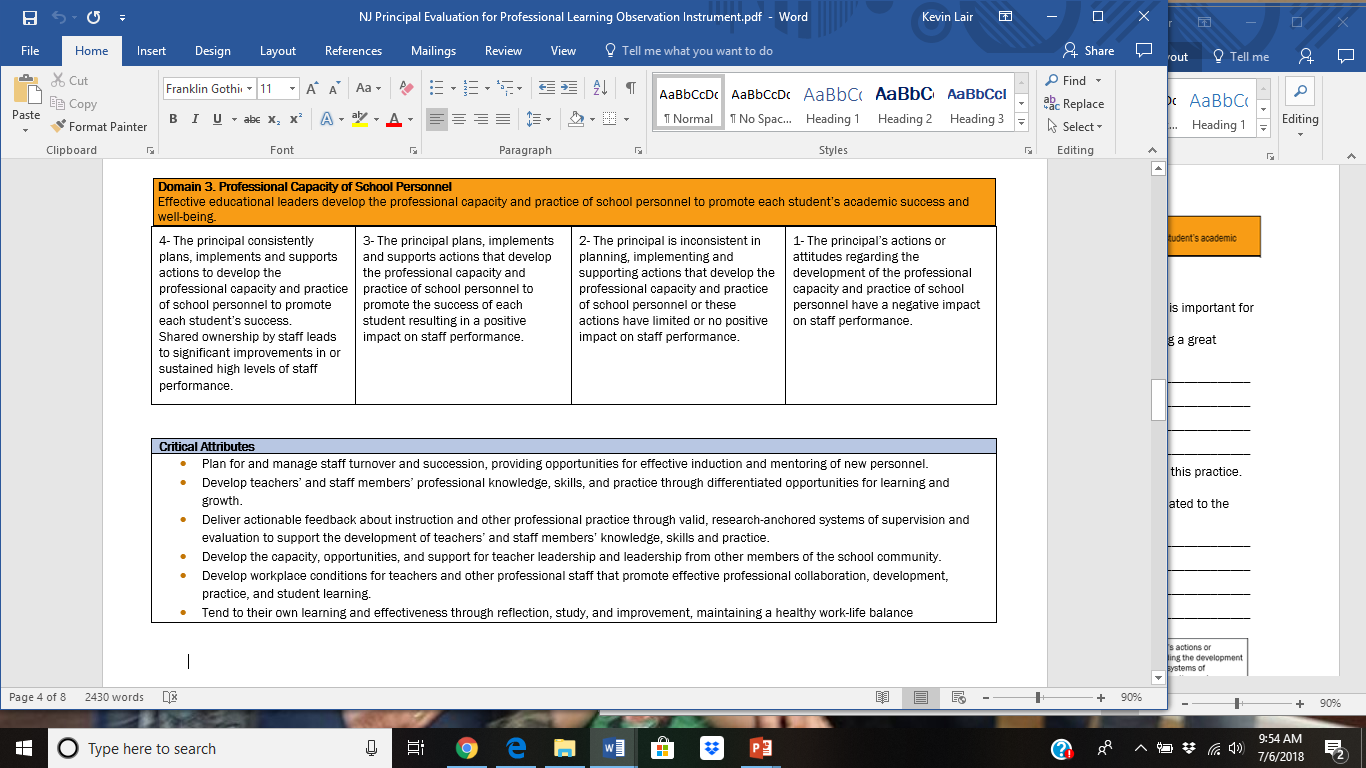 NJ Principal Evaluation for Professional Learning Observation Instrument.pdf - Word
Kevin Lair
File Home Insert Design Layout References Mailings Review View Tell me what you want to do
Share
Tell me
Paste
Cut
Copy
Format Painter
Clipboard
Franklin Gothi
11
Aa
B I U abc x₂ x² A ab A
Font
Paragraph
AaBbCcDc AaBbCcDc AaBbCc AaBbC AaBbCcI
¶ Normal ¶ No Spac... Heading 1 Heading 2 Heading 3
Styles
Find
Replace
Select
Editing
AaBbCc
Heading 1
Editing
Domain 3. Professional Capacity of School Personnel
Effective educational leaders develop the professional capacity and practice of school personnel to promote each student's academic success and
well-being.
4- The principal consistently
plans, implements and supports
actions to develop the
professional capacity and practice
of school personnel to promote
each student's success.
Shared ownership by staff leads
to significant improvements in or
sustained high levels of staff
performance.
3- The principal plans, implements
and supports actions that develop
the professional capacity and
practice of school personnel to
promote the success of each
student resulting in a positive
impact on staff performance.
2- The principal is inconsistent in
planning, implementing and
supporting actions that develop the
professional capacity and practice
of school personnel or these
actions have limited or no positive
impact on staff performance.
1- The principal's actions or
attitudes regarding the
development of the professional
capacity and practice of school
personnel have a negative impact
on staff performance.
Critical Attributes
• Plan for and manage staff turnover and succession, providing opportunities for effective induction and mentoring of new personnel.
• Develop teachers' and staff members' professional knowledge, skills, and practice through differentiated opportunities for learning and
growth.
• Deliver actionable feedback about instruction and other professional practice through valid, research-anchored systems of supervision and
evaluation to support the development of teachers' and staff members' knowledge, skills and practice.
• Develop the capacity, opportunities, and support for teacher leadership and leadership from other members of the school community.
• Develop workplace conditions for teachers and other professional staff that promote effective professional collaboration, development,
practice, and student learning.
• Tend to their own learning and effectiveness through reflection, study, and improvement, maintaining a healthy work-life balance
student's academic
is important for
g a great
this practice.
ated to the
's actions or
ing the development
systems of
Page 4 of 8 2430 words
90%
90%
Type here to search
9:54 AM
7/6/2018
2